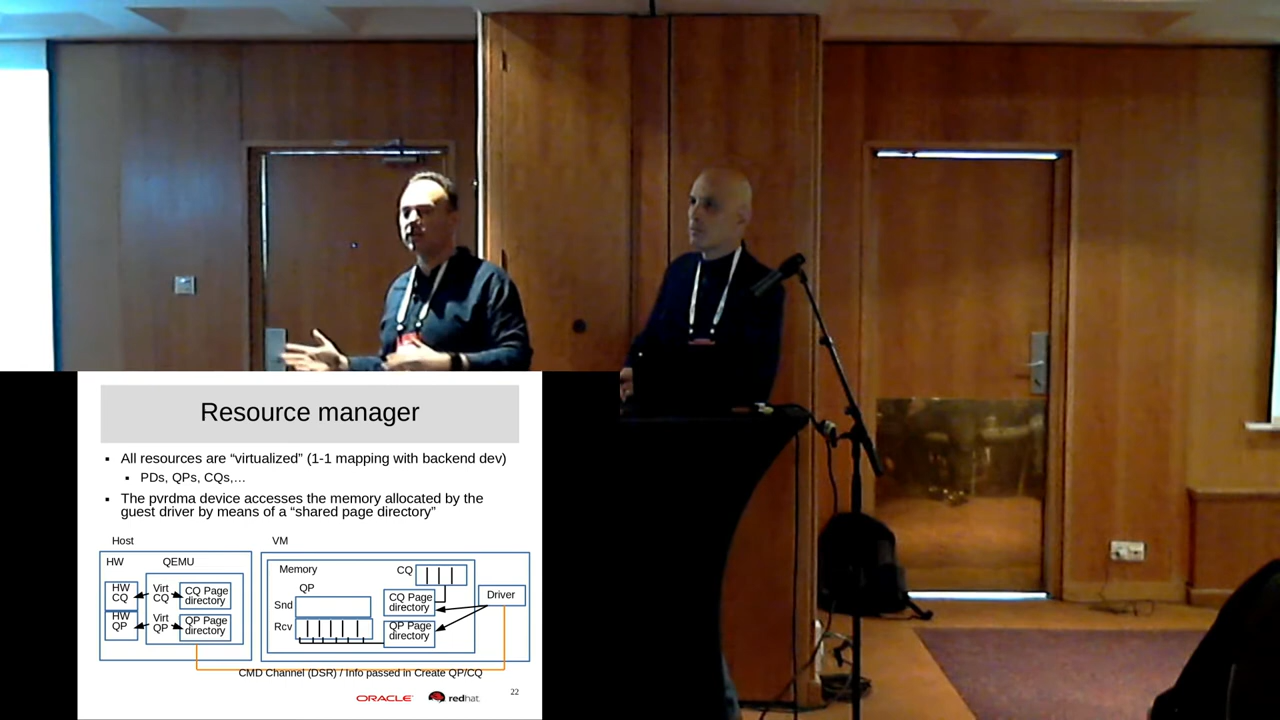 Resource manager
▪ All resources are “virtualized” (1-1 mapping with backend dev)
▪ PDs, QPs, CQs,...
▪ The pvrdma device accesses the memory allocated by the
guest driver by means of a “shared page directory”
Host
VM
HW
QEMU
HW
CQ
Virt
CQ
CQ Page
directory
HW
QP
Virt
QP
QP Page
directory
Memory
QP
Snd
Rcv
CQ
CQ Page
directory
QP Page
directory
Driver
CMD Channel (DSR) / Info passed in Create QP/CQ
ORACLE
redhat
22